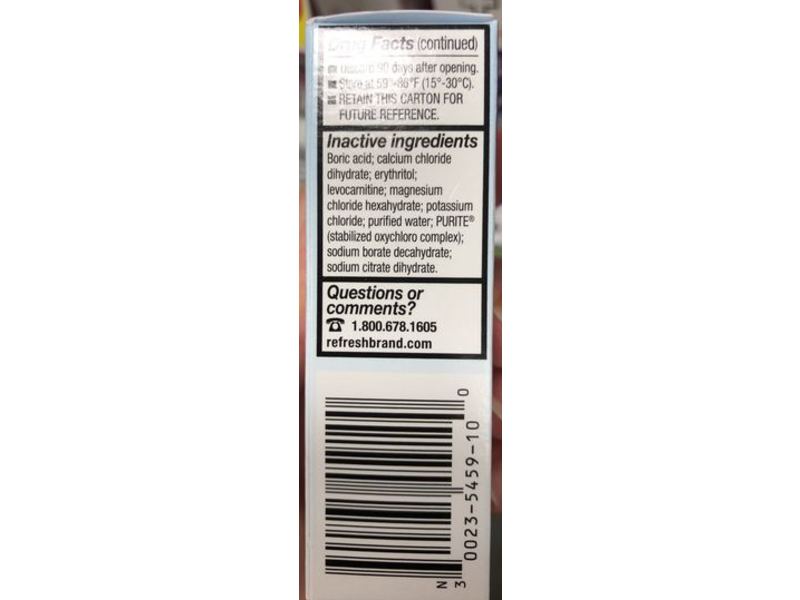 Drug Facts (continued)
■ Discard 90 days after opening.
■ Store at 59°-86°F (15°-30°C).
■ RETAIN THIS CARTON FOR
FUTURE REFERENCE.
Inactive ingredients
Boric acid; calcium chloride
dihydrate; erythritol;
levocarnitine; magnesium
chloride hexahydrate; potassium
chloride; purified water; PURITE®
(stabilized oxychloro complex);
sodium borate decahydrate;
sodium citrate dihydrate.
Questions or
comments?
☎ 1.800.678.1605
refreshbrand.com
N
3 0023-5459-10 0